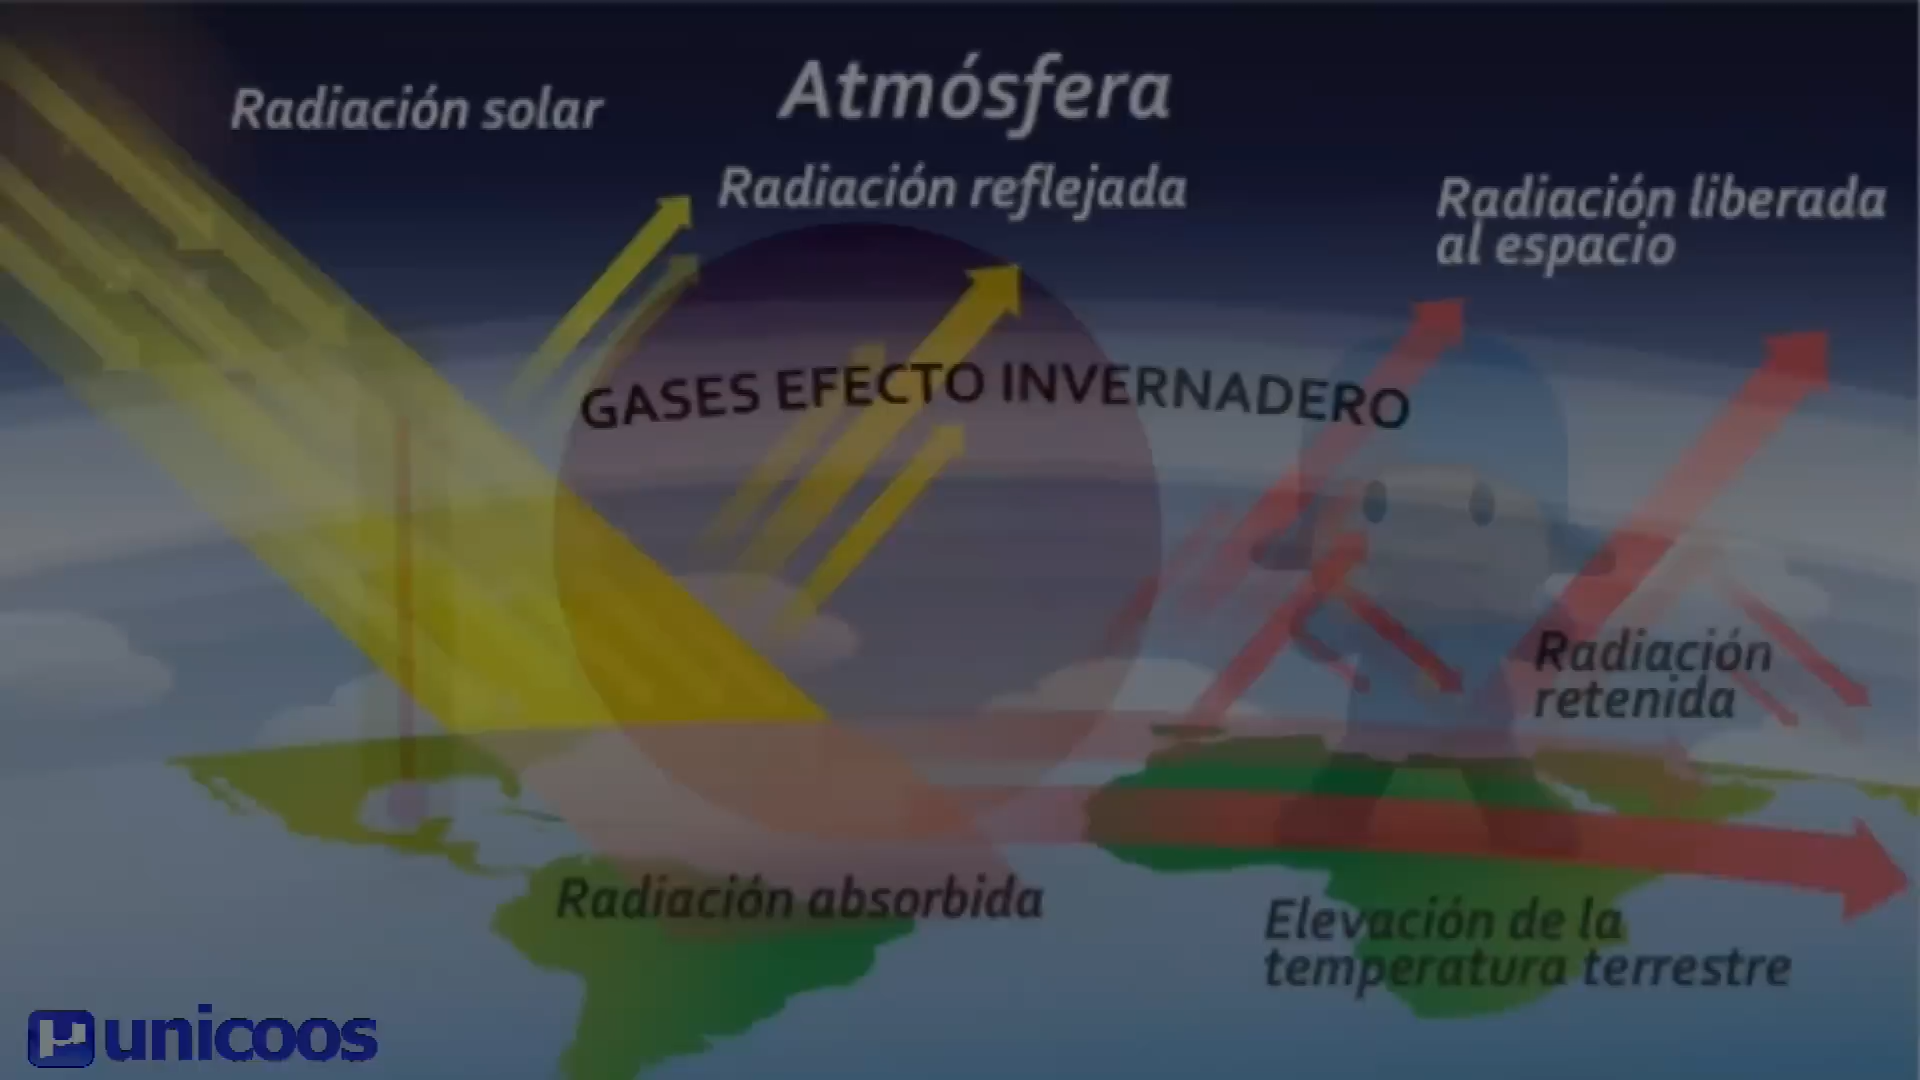 Atmósfera
Radiación solar
Radiación reflejada
Radiación liberada
al espacio
GASES EFECTO INVERNADERO
Radiación
retenida
Radiación absorbida
Elevación de la
temperatura terrestre
µunicoos